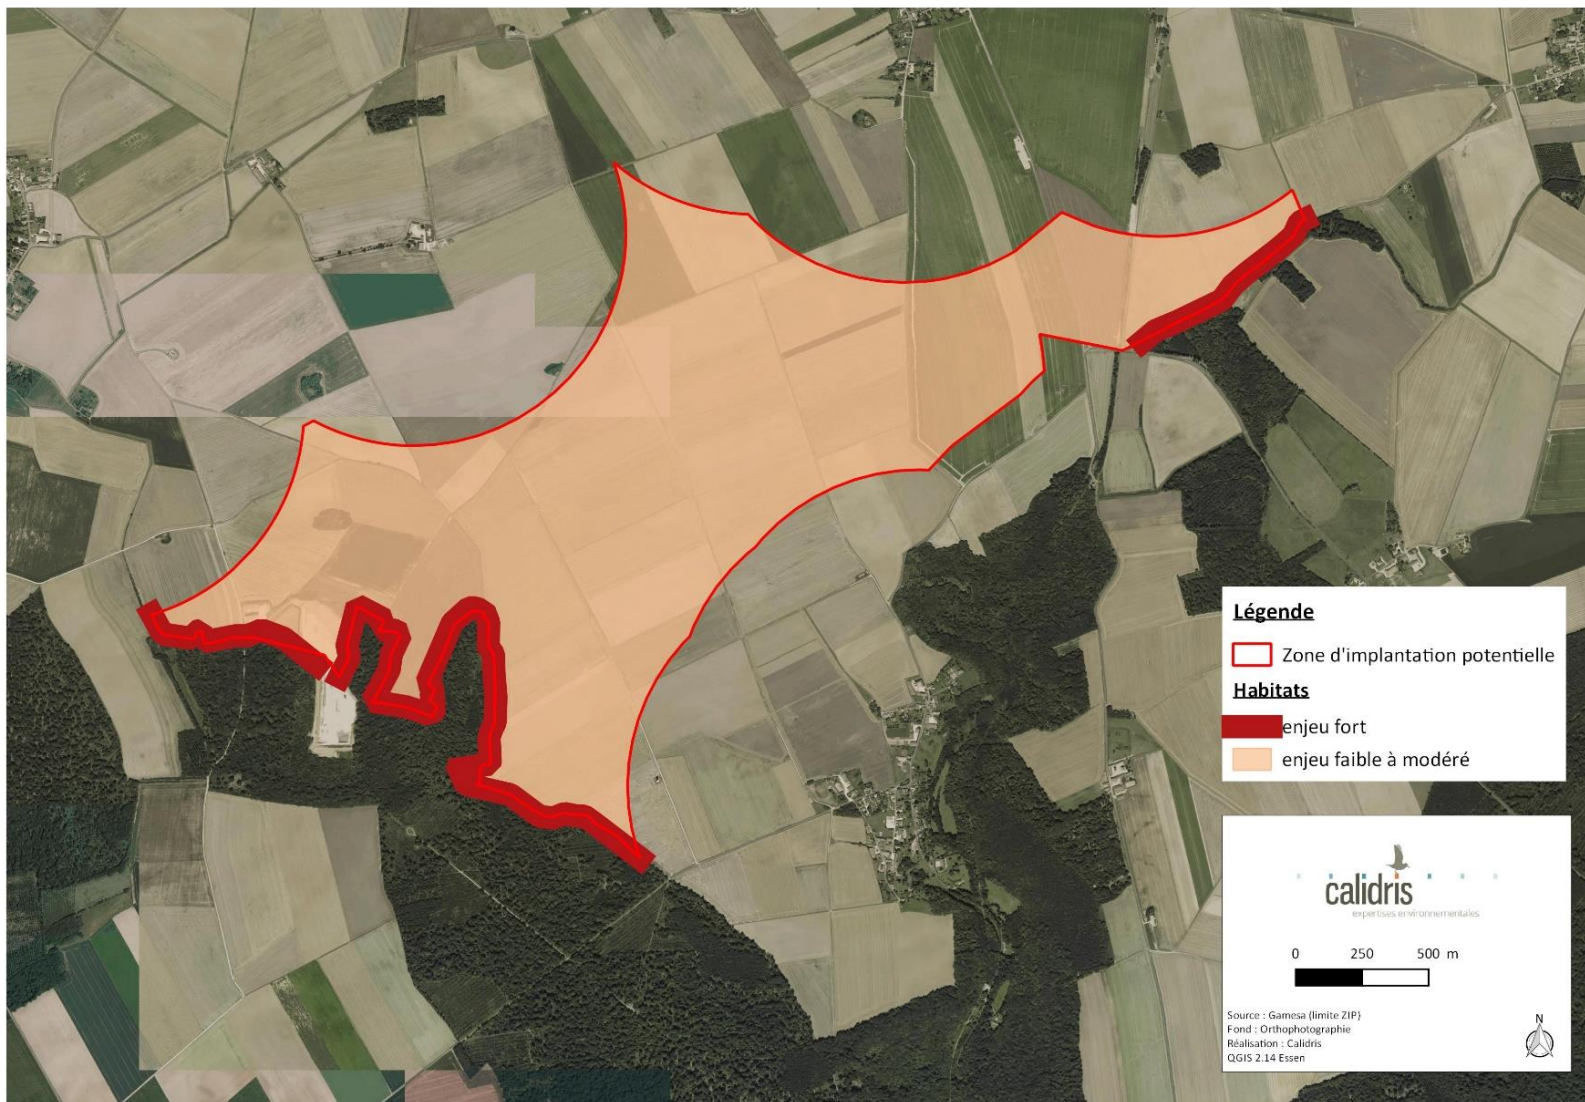 Légende
Zone d'implantation potentielle
Habitats
enjeu fort
enjeu faible à modéré
calidris
expertises environnementales
0 250 500 m
Source : Gamesa (limite ZIP)
Fond : Orthophotographie
Réalisation : Calidris
QGIS 2.14 Essen
N